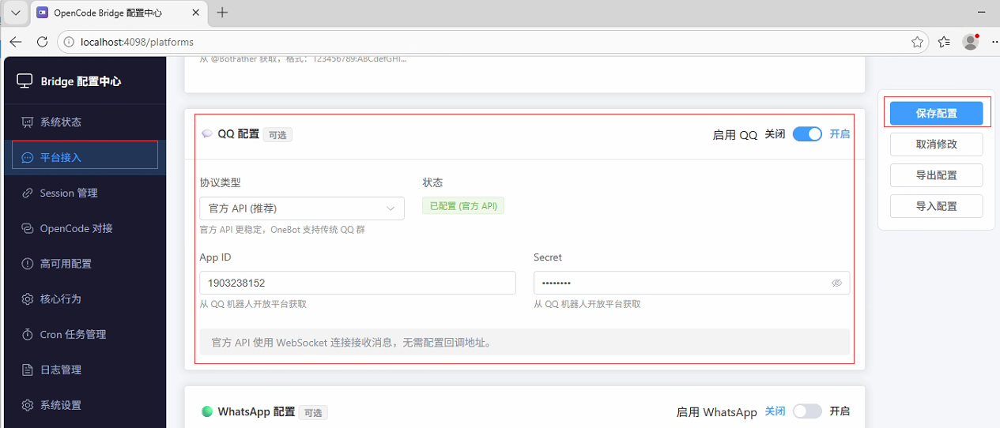 OpenCode Bridge 配置中心
localhost:4098/platforms
Bridge 配置中心
系统状态
平台接入
Session 管理
OpenCode 对接
高可用配置
核心行为
Cron 任务管理
日志管理
系统设置
从 @BotFather 获取，格式：123456789:ABCdefGHI...
QQ 配置 可选
启用 QQ 关闭 开启
协议类型
状态
官方 API (推荐)
已配置 (官方 API)
官方 API 更稳定，OneBot 支持传统 QQ 群
App ID
Secret
1903238152
••••••••
从 QQ 机器人开放平台获取
从 QQ 机器人开放平台获取
官方 API 使用 WebSocket 连接接收消息，无需配置回调地址。
WhatsApp 配置 可选
启用 WhatsApp 关闭 开启
保存配置
取消修改
导出配置
导入配置